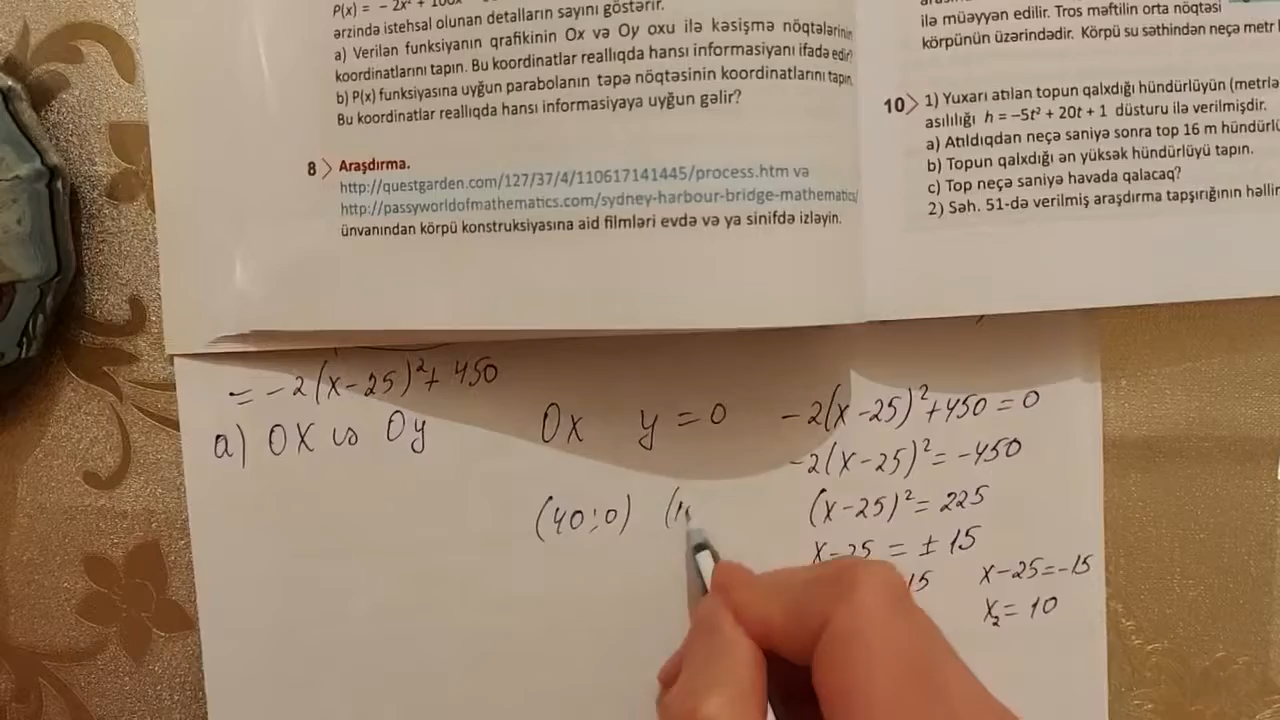 P(x) = – 2x² + 100x
ərzində istehsal olunan detalların sayını göstərir.
a) Verilən funksiyanın qrafikinin Ox və Oy oxu ilə kəsişmə nöqtələrinin
koordinatlarını tapın. Bu koordinatlar reallıqda hansı informasiyanı ifadə edir?
b) P(x) funksiyasına uyğun parabolanın təpə nöqtəsinin koordinatlarını tapın.
Bu koordinatlar reallıqda hansı informasiyaya uyğun gəlir?
8 Araşdırma.
http://questgarden.com/127/37/4/110617141445/process.htm və
http://passyworldofmathematics.com/sydney-harbour-bridge-mathematics/
ünvanından körpü konstruksiyasına aid filmləri evdə və ya sinifdə izləyin.
ilə müəyyən edilir. Tros məftilin orta nöqtəsi
körpünün üzərindədir. Körpü su səthindən neçə metr
10 1) Yuxarı atılan topun qalxdığı hündürlüyün (metrlə
asılılığı h = –5t² + 20t + 1 düsturu ilə verilmişdir.
a) Atıldıqdan neçə saniyə sonra top 16 m hündürlü
b) Topun qalxdığı ən yüksək hündürlüyü tapın.
c) Top neçə saniyə havada qalacaq?
2) Səh. 51-də verilmiş araşdırma tapşırığının həllin
= -2(x-25)²+450
a) OX və Oy
Ox y = 0
(40;0) (1
-2(x-25)²+450=0
-2(x-25)²=-450
(x-25)²=225
x-25=±15
15 x-25=-15
x₂=10